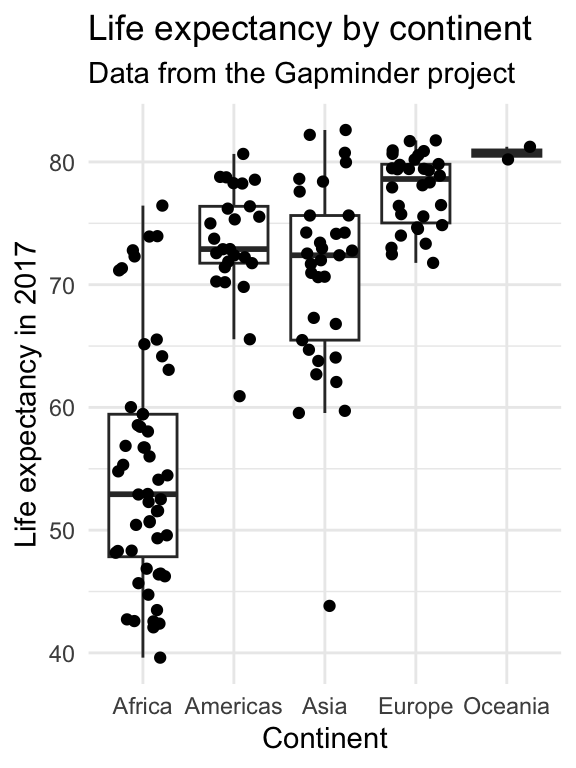 Life expectancy by continent
Data from the Gapminder project
Life expectancy in 2017
80
70
60
50
40
Africa Americas Asia Europe Oceania
Continent